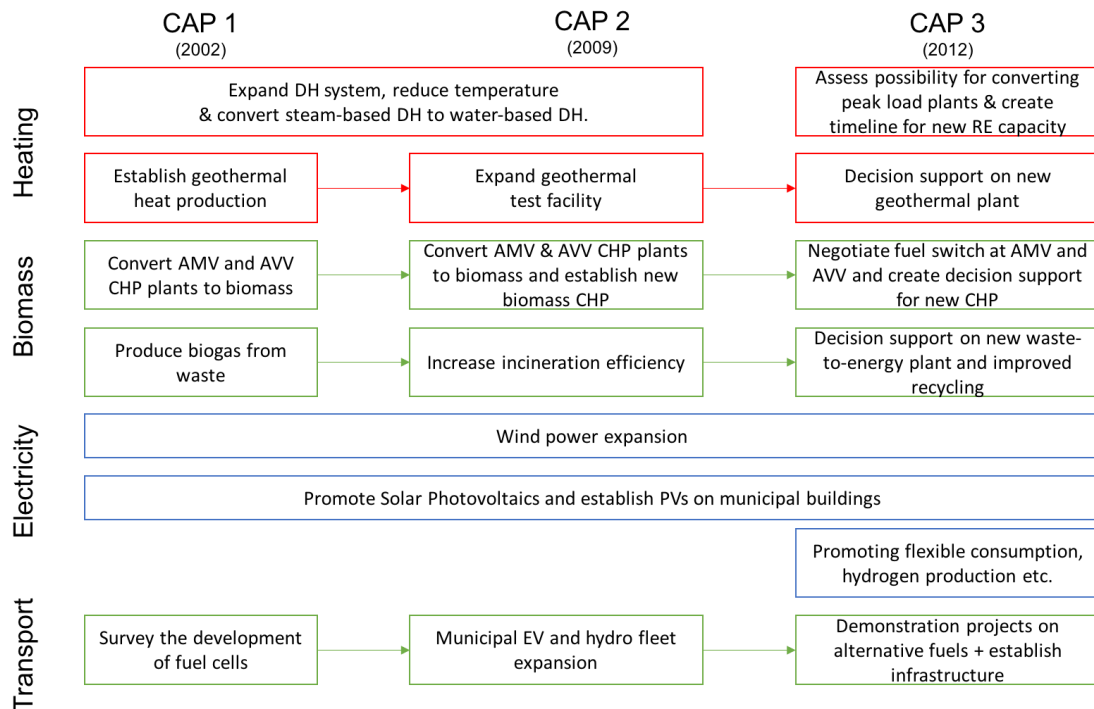 CAP 1
(2002)
CAP 2
(2009)
CAP 3
(2012)
Heating
Expand DH system, reduce temperature
& convert steam-based DH to water-based DH.
Assess possibility for converting
peak load plants & create
timeline for new RE capacity
Establish geothermal
heat production
Expand geothermal
test facility
Decision support on new
geothermal plant
Biomass
Convert AMV and AVV
CHP plants to biomass
Convert AMV & AVV CHP plants
to biomass and establish new
biomass CHP
Negotiate fuel switch at AMV and
AVV and create decision support
for new CHP
Produce biogas from
waste
Increase incineration efficiency
Decision support on new waste-
to-energy plant and improved
recycling
Electricity
Wind power expansion
Promote Solar Photovoltaics and establish PVs on municipal buildings
Promoting flexible consumption,
hydrogen production etc.
Transport
Survey the development
of fuel cells
Municipal EV and hydro fleet
expansion
Demonstration projects on
alternative fuels + establish
infrastructure